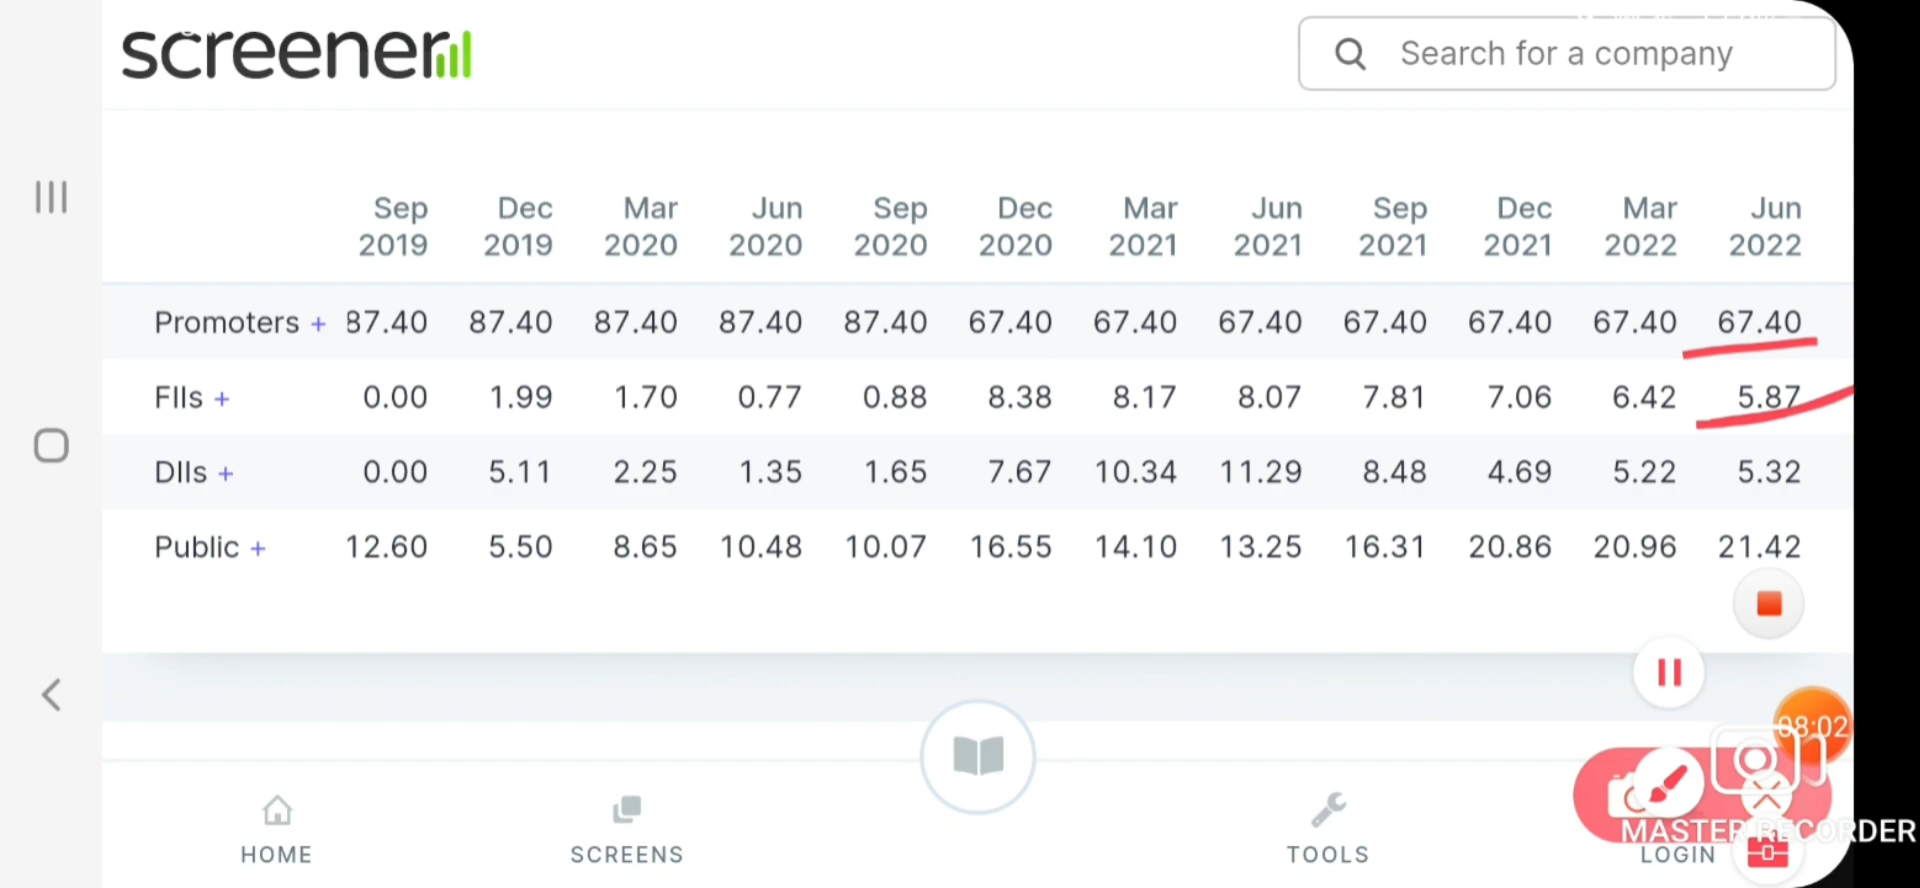 screener
Search for a company
Sep Dec Mar Jun Sep Dec Mar Jun Sep Dec Mar Jun
2019 2019 2020 2020 2020 2020 2021 2021 2021 2021 2022 2022
Promoters + 87.40 87.40 87.40 87.40 87.40 67.40 67.40 67.40 67.40 67.40 67.40 67.40
FIIs + 0.00 1.99 1.70 0.77 0.88 8.38 8.17 8.07 7.81 7.06 6.42 5.87
DIIs + 0.00 5.11 2.25 1.35 1.65 7.67 10.34 11.29 8.48 4.69 5.22 5.32
Public + 12.60 5.50 8.65 10.48 10.07 16.55 14.10 13.25 16.31 20.86 20.96 21.42
08:02
MASTER RECORDER
HOME SCREENS TOOLS LOGIN